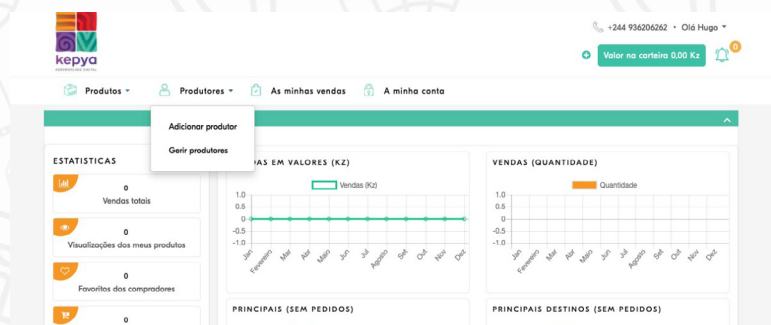 +244 936206262 • Olá Hugo
kepya
Valor na carteira 0,00 Kz
0
Produtos
Produtores
As minhas vendas
A minha conta
Adicionar produtor
Gerir produtores
ESTATISTICAS
0
Vendas totais
0
Visualizações dos meus produtos
0
Favoritos dos compradores
0
AS EM VALORES (KZ)
Vendas (Kz)
1.0
0.5
0
-0.5
-1.0
Jan Fevereiro Mar Abr Maio Jun Jul Agosto Set Out Nov Dez
VENDAS (QUANTIDADE)
Quantidade
1.0
0.5
0
-0.5
-1.0
Jan Fevereiro Mar Abr Maio Jun Jul Agosto Set Out Nov Dez
PRINCIPAIS (SEM PEDIDOS)
PRINCIPAIS DESTINOS (SEM PEDIDOS)